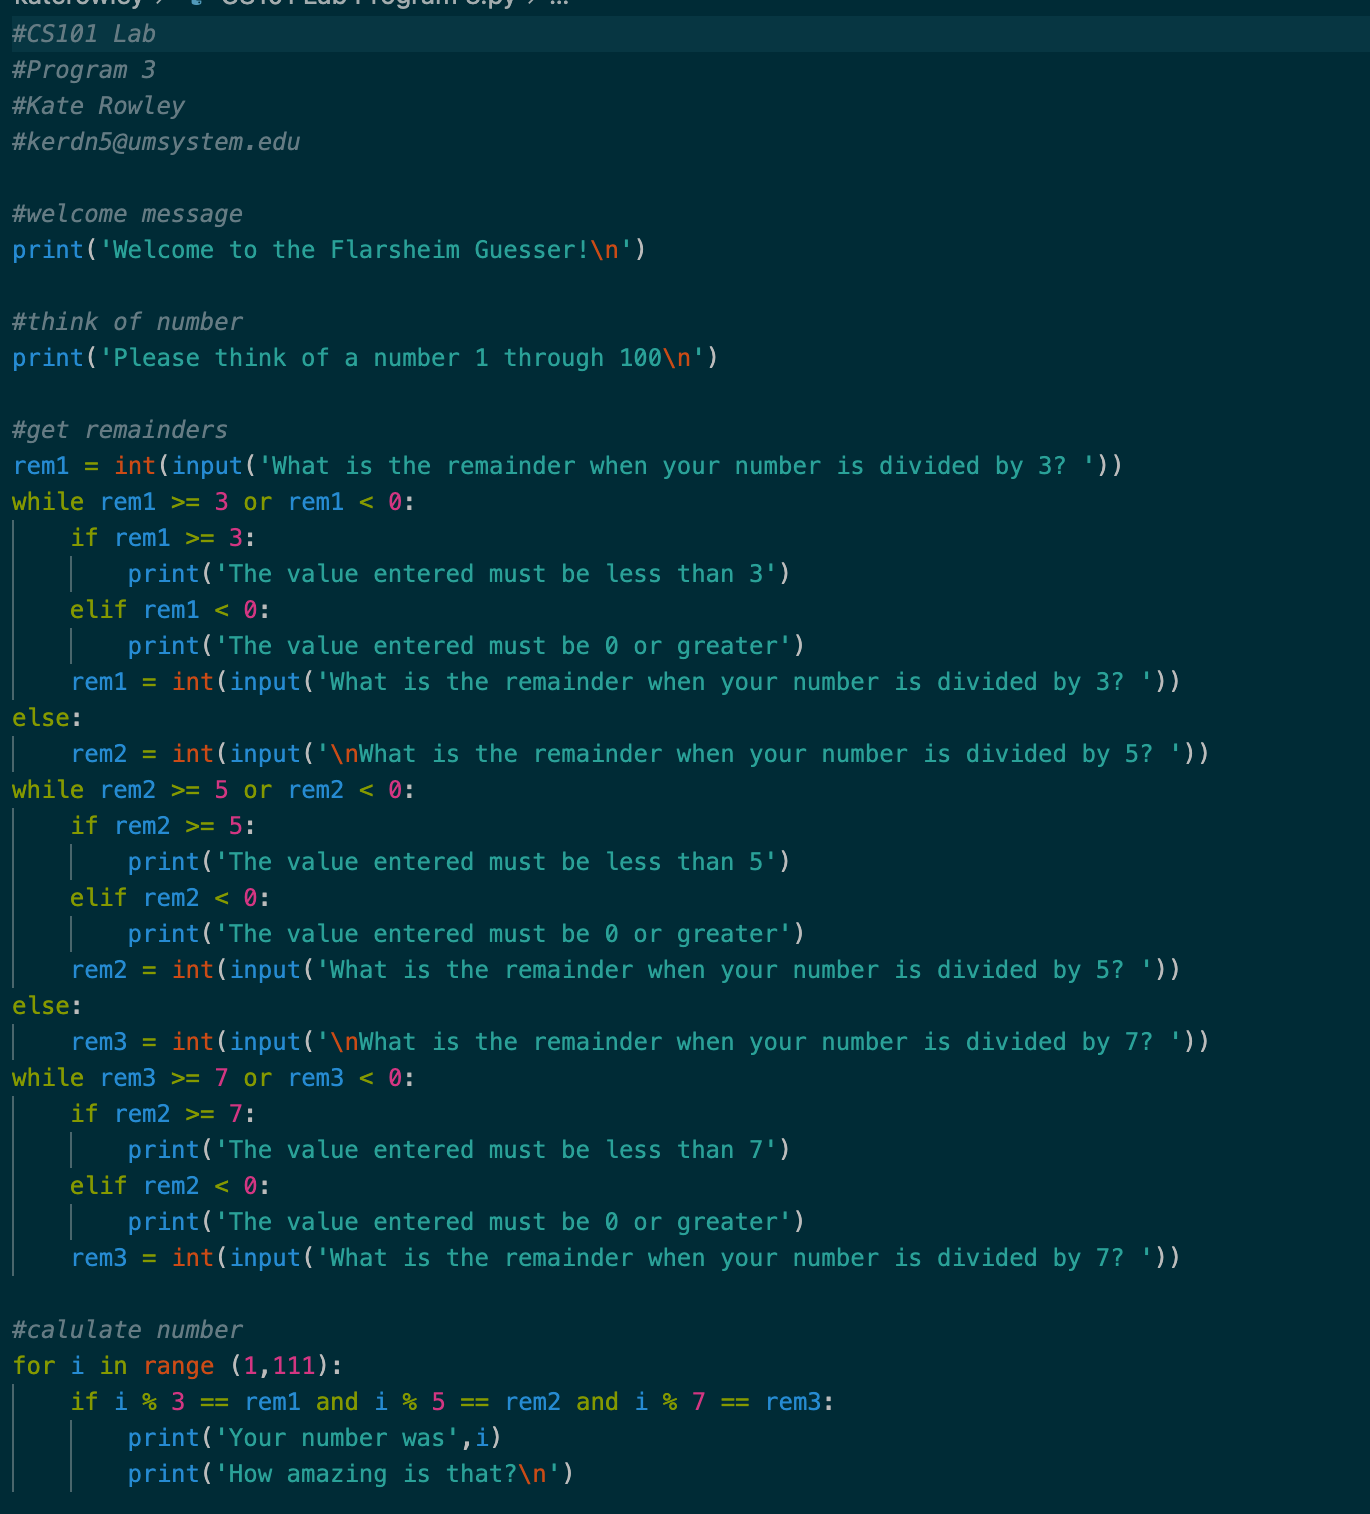 #CS101 Lab
#Program 3
#Kate Rowley
#kerdn5@umsystem.edu

#welcome message
print('Welcome to the Flarsheim Guesser!\n')

#think of number
print('Please think of a number 1 through 100\n')

#get remainders
rem1 = int(input('What is the remainder when your number is divided by 3? '))
while rem1 >= 3 or rem1 < 0:
    if rem1 >= 3:
        print('The value entered must be less than 3')
    elif rem1 < 0:
        print('The value entered must be 0 or greater')
    rem1 = int(input('What is the remainder when your number is divided by 3? '))
else:
    rem2 = int(input('\nWhat is the remainder when your number is divided by 5? '))
while rem2 >= 5 or rem2 < 0:
    if rem2 >= 5:
        print('The value entered must be less than 5')
    elif rem2 < 0:
        print('The value entered must be 0 or greater')
    rem2 = int(input('What is the remainder when your number is divided by 5? '))
else:
    rem3 = int(input('\nWhat is the remainder when your number is divided by 7? '))
while rem3 >= 7 or rem3 < 0:
    if rem2 >= 7:
        print('The value entered must be less than 7')
    elif rem2 < 0:
        print('The value entered must be 0 or greater')
    rem3 = int(input('What is the remainder when your number is divided by 7? '))

#calulate number
for i in range (1,111):
    if i % 3 == rem1 and i % 5 == rem2 and i % 7 == rem3:
        print('Your number was',i)
        print('How amazing is that?\n')